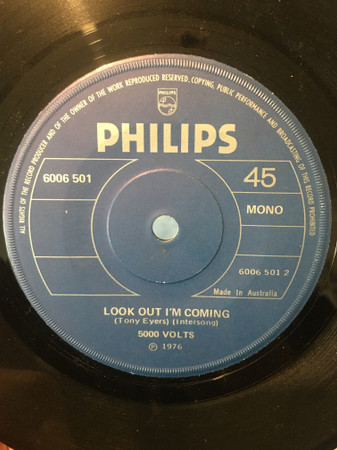 ALL RIGHTS OF THE RECORD PRODUCER AND OF THE OWNER OF THE WORK REPRODUCED RESERVED. COPYING, PUBLIC PERFORMANCE AND BROADCASTING OF THIS RECORD PROHIBITED
PHILIPS
PHILIPS
6006 501
45
MONO
6006 501 2
Made In Australia
LOOK OUT I'M COMING
(Tony Eyers) (Intersong)
5000 VOLTS
Ⓟ 1976